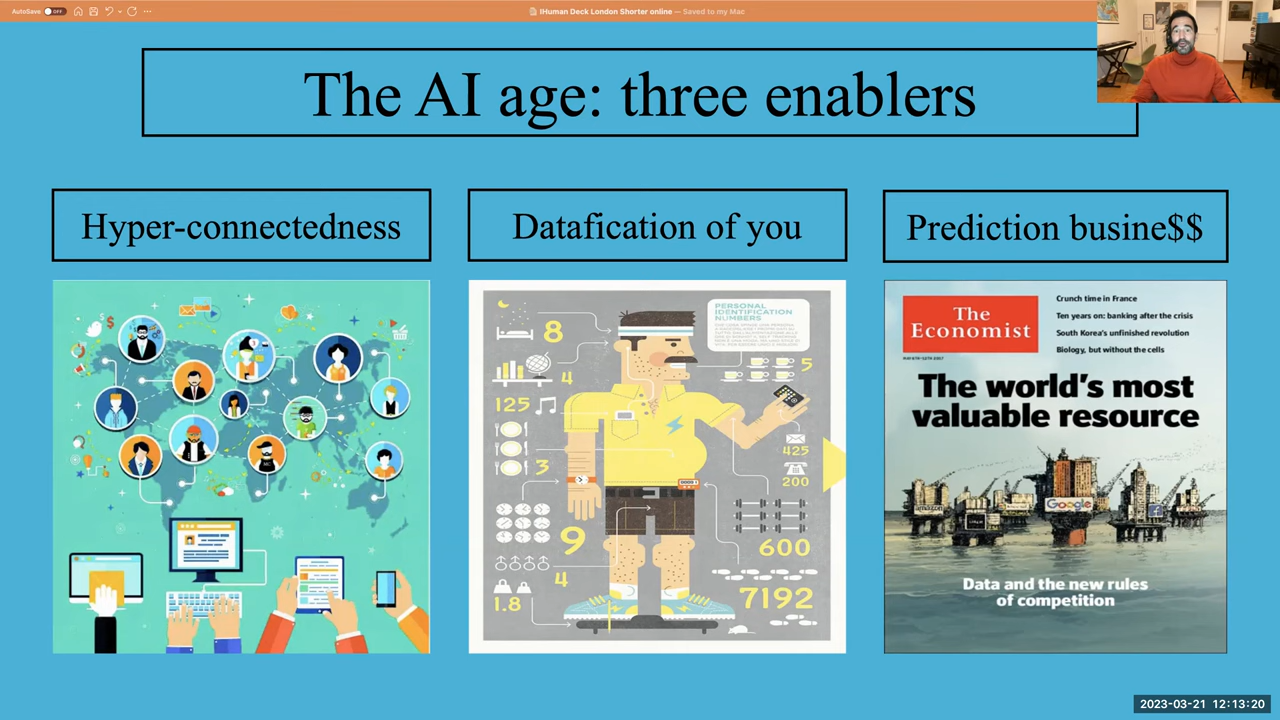 AutoSave OFF
IHuman Deck London Shorter online — Saved to my Mac
The AI age: three enablers
Hyper-connectedness
Datafication of you
Prediction busine$$
$
PERSONAL
IDENTIFICATION
NUMBERS
8
4
125
3
9
4
1.8
5
425
200
600
7192
The
Economist
Crunch time in France
Ten years on: banking after the crisis
South Korea's unfinished revolution
Biology, but without the cells
The world's most
valuable resource
amazon
Google
Data and the new rules
of competition
2023-03-21 12:13:20